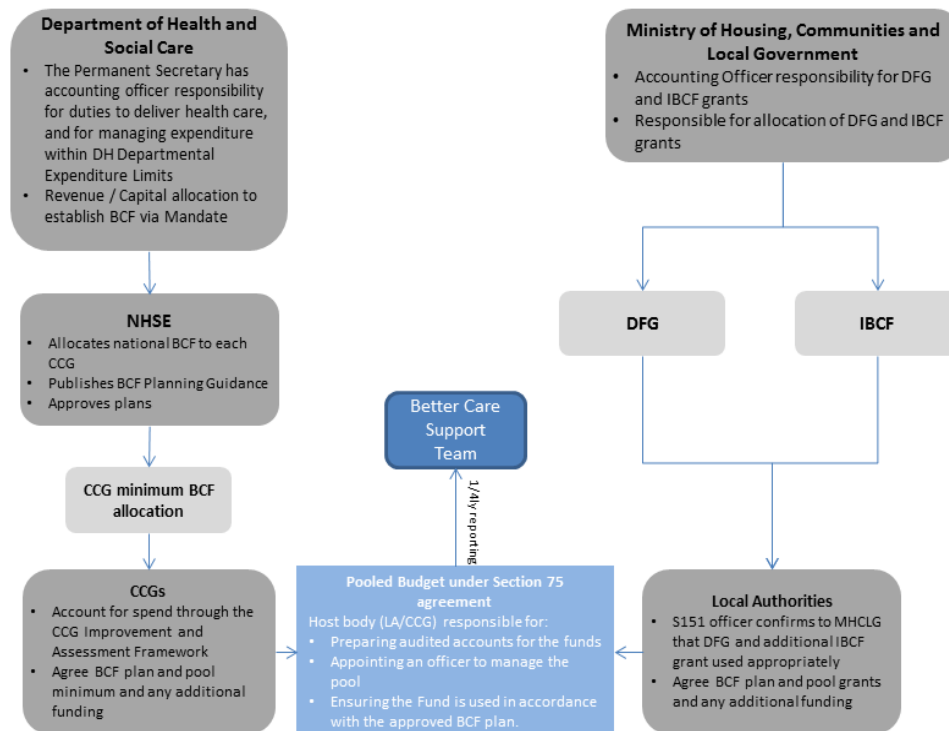 Department of Health and
Social Care
• The Permanent Secretary has
accounting officer responsibility
for duties to deliver health care,
and for managing expenditure
within DH Departmental
Expenditure Limits
• Revenue / Capital allocation to
establish BCF via Mandate
Ministry of Housing, Communities and
Local Government
• Accounting Officer responsibility for DFG
and IBCF grants
• Responsible for allocation of DFG and IBCF
grants
NHSE
• Allocates national BCF to each
CCG
• Publishes BCF Planning Guidance
• Approves plans
DFG
IBCF
Better Care
Support
Team
CCG minimum BCF
allocation
1/4ly reporting
CCGs
• Account for spend through the
CCG Improvement and
Assessment Framework
• Agree BCF plan and pool
minimum and any additional
funding
Pooled Budget under Section 75
agreement
Host body (LA/CCG) responsible for:
• Preparing audited accounts for the funds
• Appointing an officer to manage the
pool
• Ensuring the Fund is used in accordance
with the approved BCF plan.
Local Authorities
• S151 officer confirms to MHCLG
that DFG and additional IBCF
grant used appropriately
• Agree BCF plan and pool grants
and any additional funding